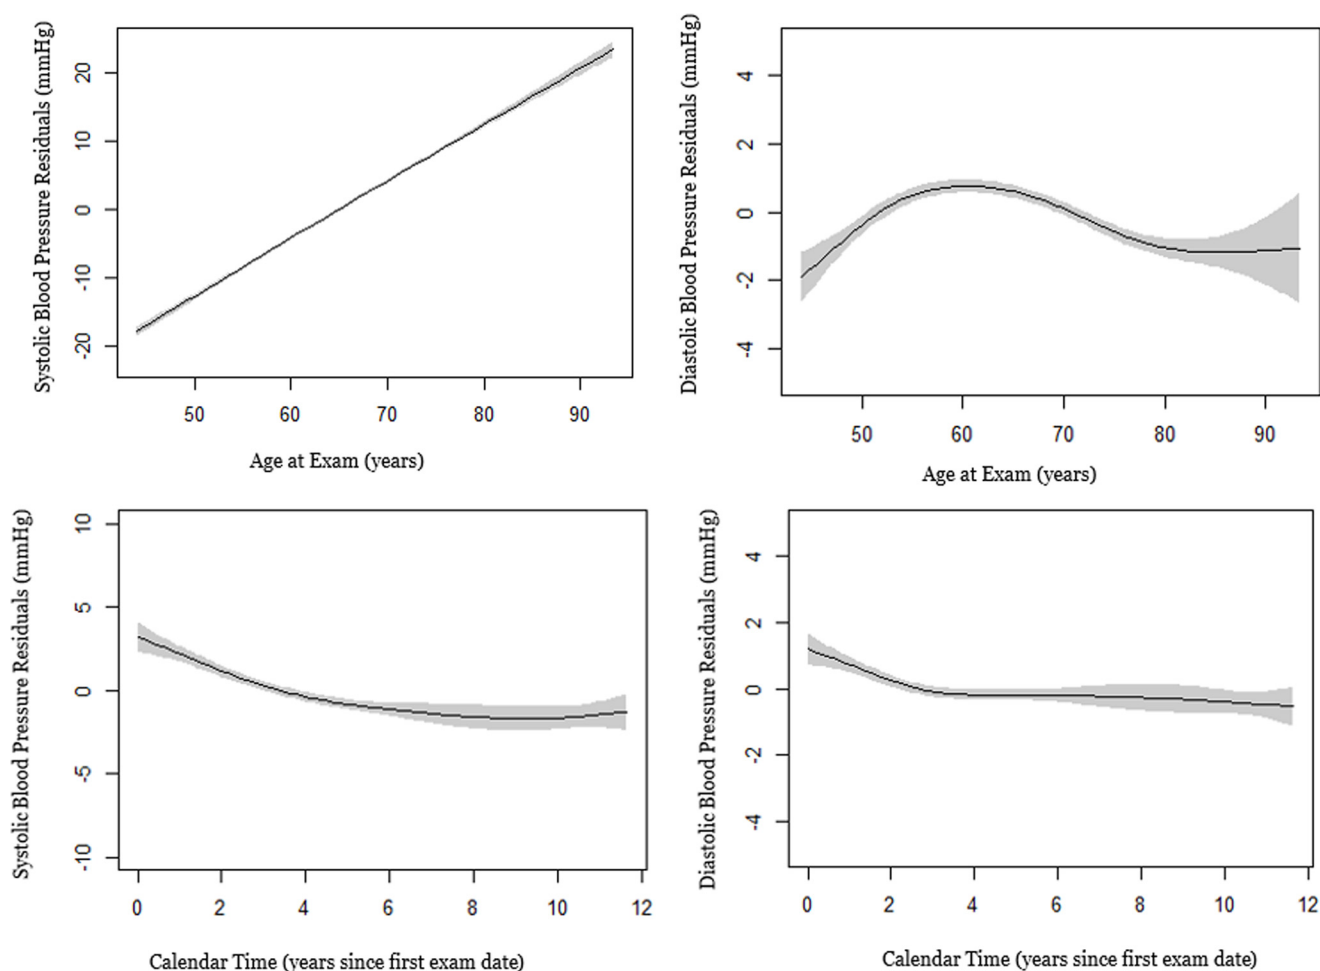 Systolic Blood Pressure Residuals (mmHg)
20
10
0
-10
-20
50 60 70 80 90
Age at Exam (years)
Diastolic Blood Pressure Residuals (mmHg)
4
2
0
-2
-4
50 60 70 80 90
Age at Exam (years)
Systolic Blood Pressure Residuals (mmHg)
10
5
0
-5
-10
0 2 4 6 8 10 12
Calendar Time (years since first exam date)
Diastolic Blood Pressure Residuals (mmHg)
4
2
0
-2
-4
0 2 4 6 8 10 12
Calendar Time (years since first exam date)